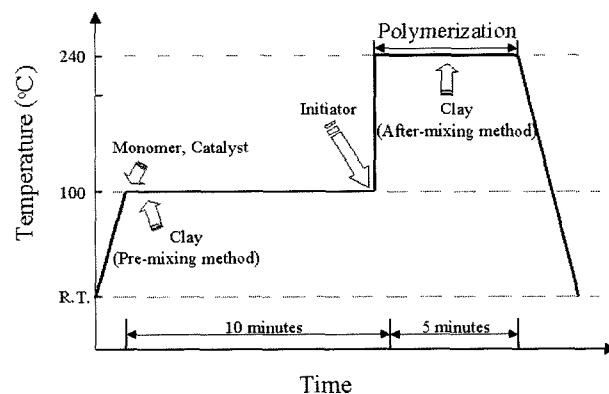 Polymerization
240
Clay
(After-mixing method)
Initiator
Monomer, Catalyst
100
Clay
(Pre-mixing method)
R.T.
10 minutes
5 minutes
Time
Temperature (°C)